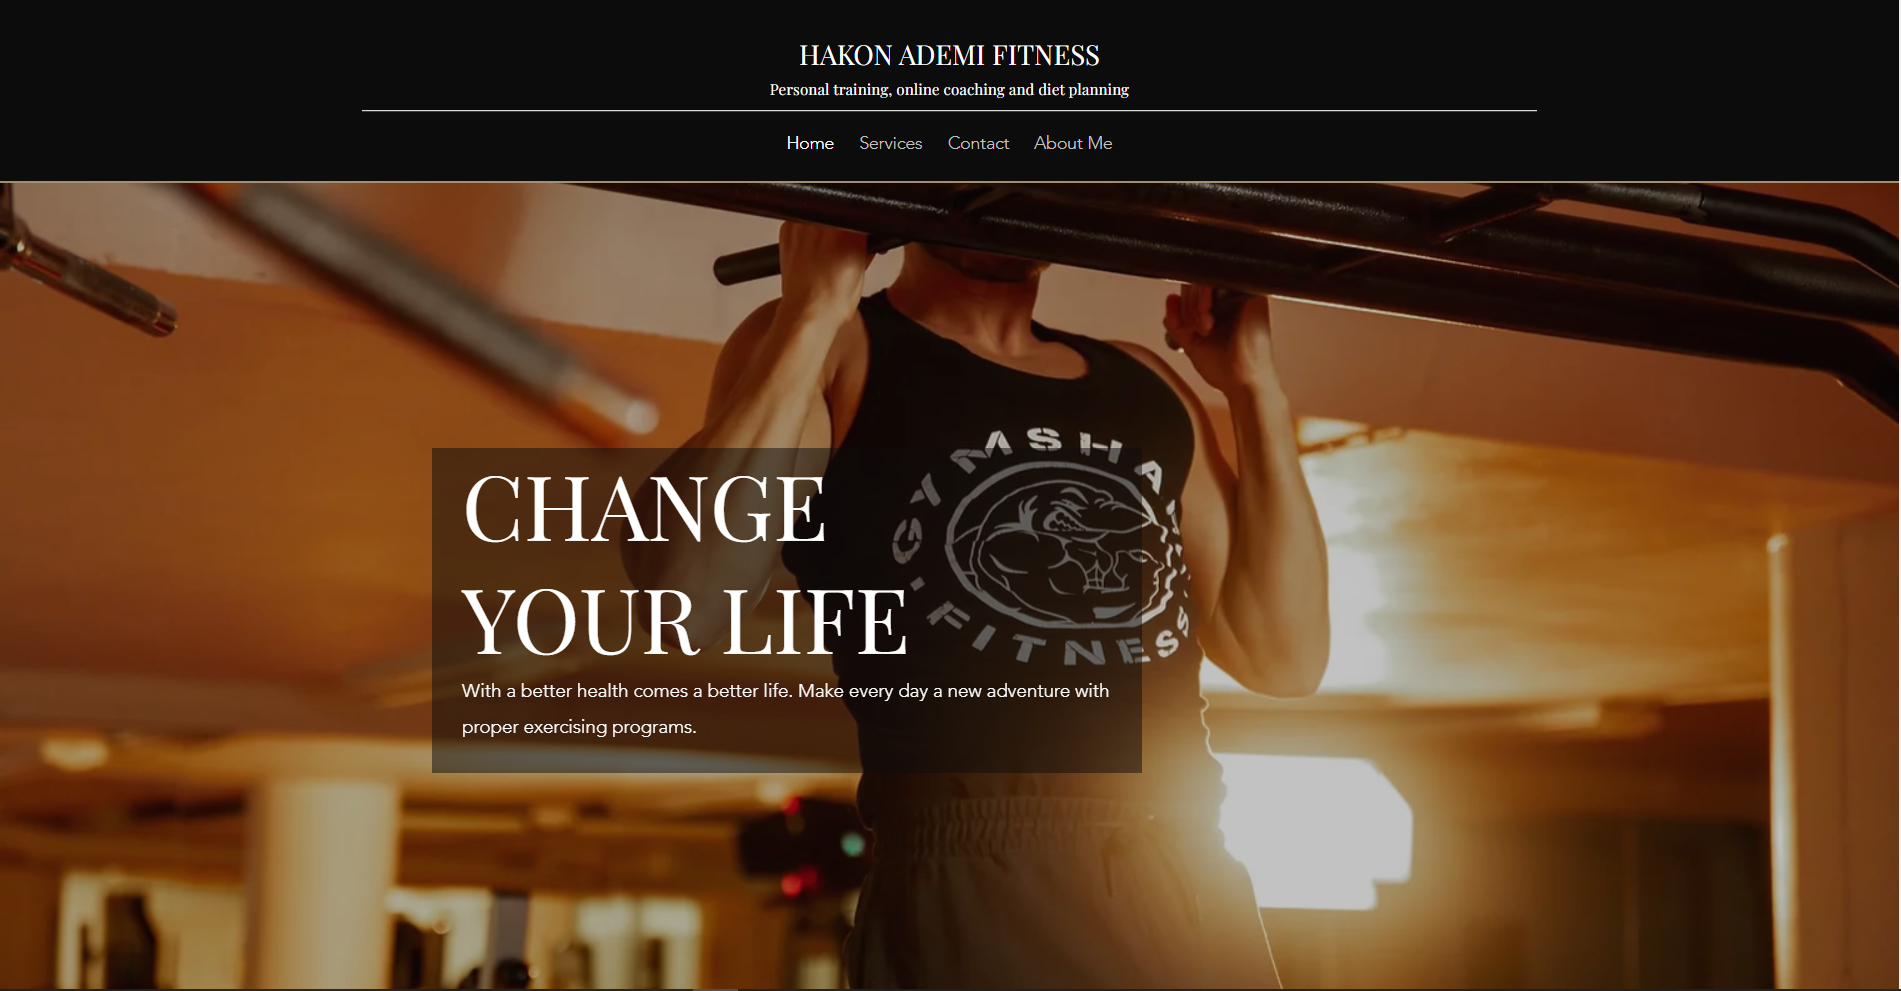 HAKON ADEMI FITNESS
Personal training, online coaching and diet planning
Home Services Contact About Me
GYMSHA
FITNESS
CHANGE
YOUR LIFE
With a better health comes a better life. Make every day a new adventure with
proper exercising programs.